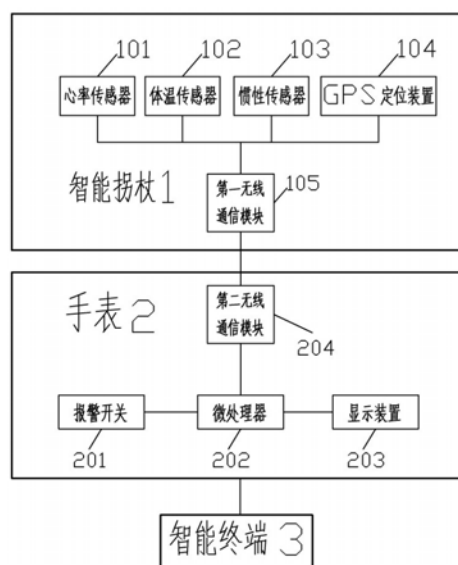 101 102 103 104
心率传感器 体温传感器 惯性传感器 GPS定位装置
智能拐杖1
第一无线
通信模块
105
手表2
第二无线
通信模块
204
报警开关 微处理器 显示装置
201 202 203
智能终端3